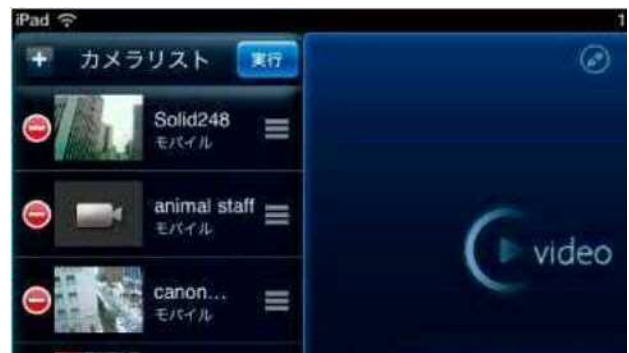 iPad
1
カメラリスト 実行
Solid248
モバイル
animal staff
モバイル
canon...
モバイル
video